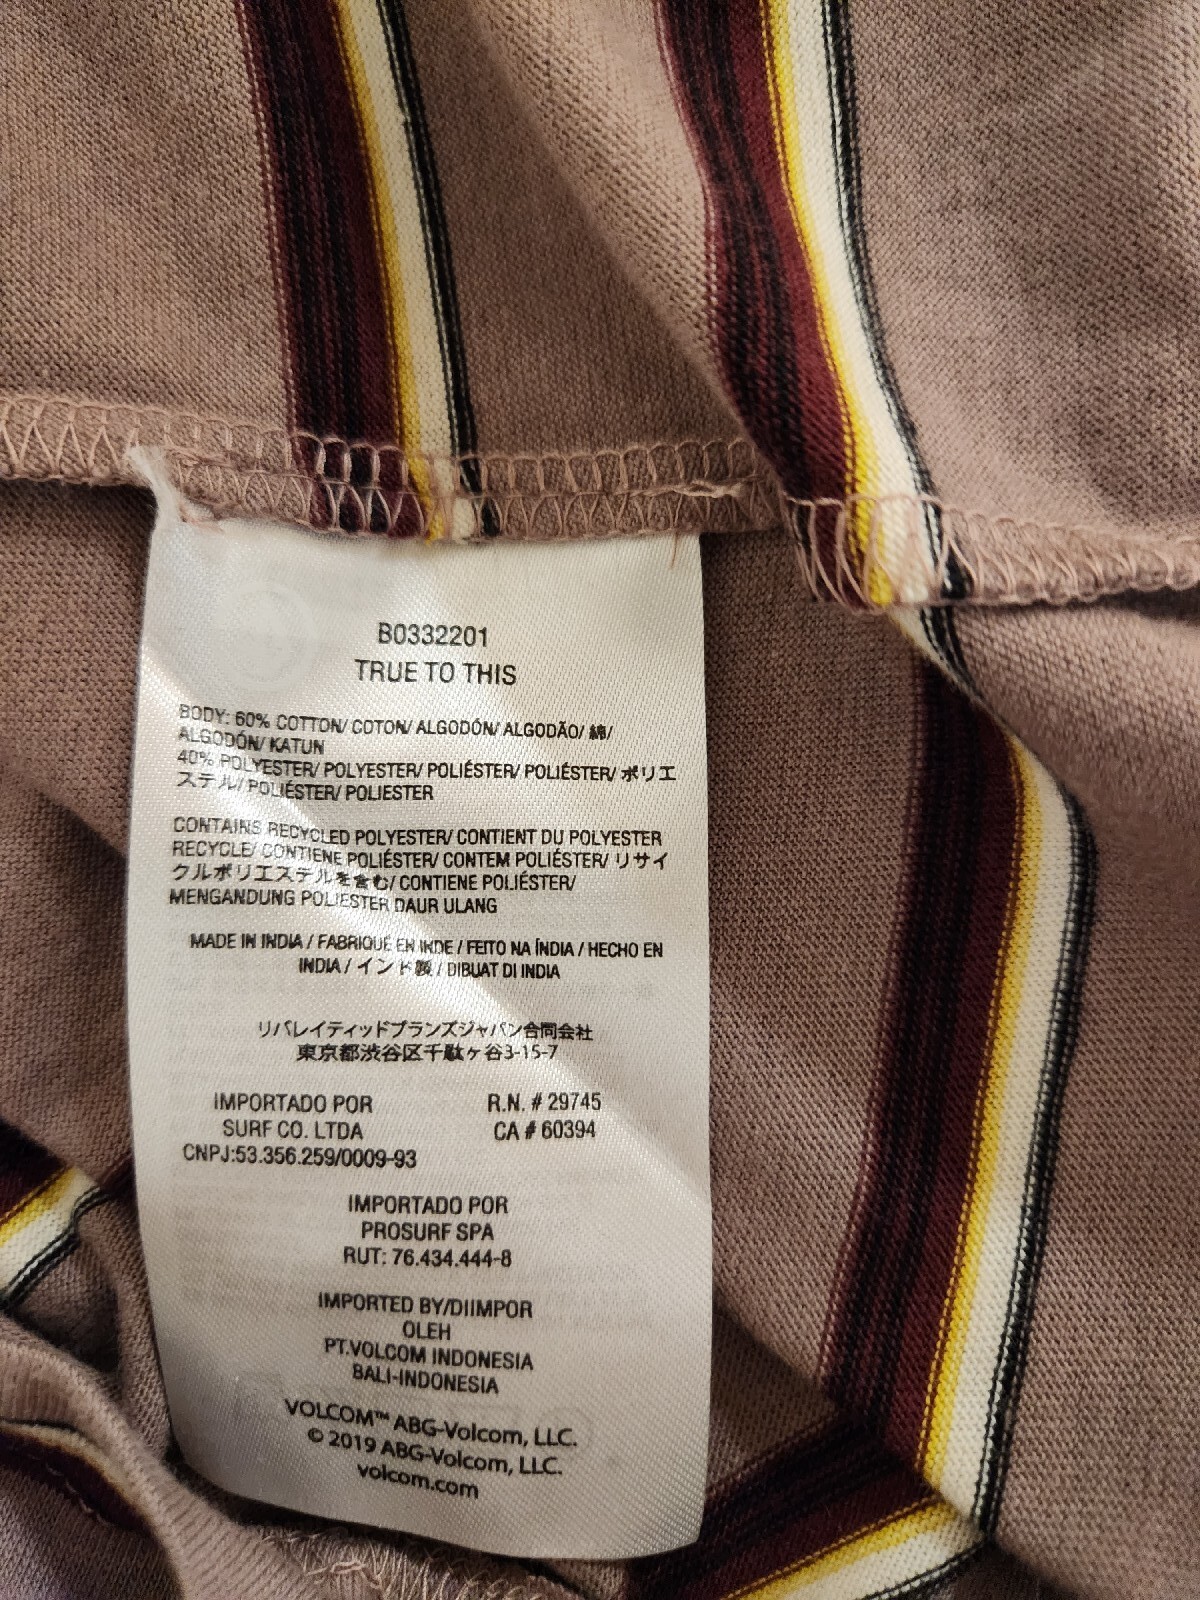 B0332201
TRUE TO THIS
BODY: 60% COTTON/ COTON/ ALGODÓN/ ALGODÃO/ 綿/
ALGODÓN/ KATUN
40% POLYESTER/ POLYESTER/ POLIÉSTER/ POLIÉSTER/ ポリエ
ステル/ POLIÉSTER/ POLIESTER
CONTAINS RECYCLED POLYESTER/ CONTIENT DU POLYESTER
RECYCLE/ CONTIENE POLIÉSTER/ CONTEM POLIÉSTER/ リサイ
クルポリエステルを含む/ CONTIENE POLIÉSTER/
MENGANDUNG POLIESTER DAUR ULANG
MADE IN INDIA / FABRIQUÉ EN INDE / FEITO NA ÍNDIA / HECHO EN
INDIA / インド製 / DIBUAT DI INDIA
リバレイティッドブランズジャパン合同会社
東京都渋谷区千駄ヶ谷3-15-7
IMPORTADO POR
SURF CO. LTDA
CNPJ:53.356.259/0009-93
R.N. # 29745
CA # 60394
IMPORTADO POR
PROSURF SPA
RUT: 76.434.444-8
IMPORTED BY/DIIMPOR
OLEH
PT.VOLCOM INDONESIA
BALI-INDONESIA
VOLCOM™ ABG-Volcom, LLC.
© 2019 ABG-Volcom, LLC.
volcom.com